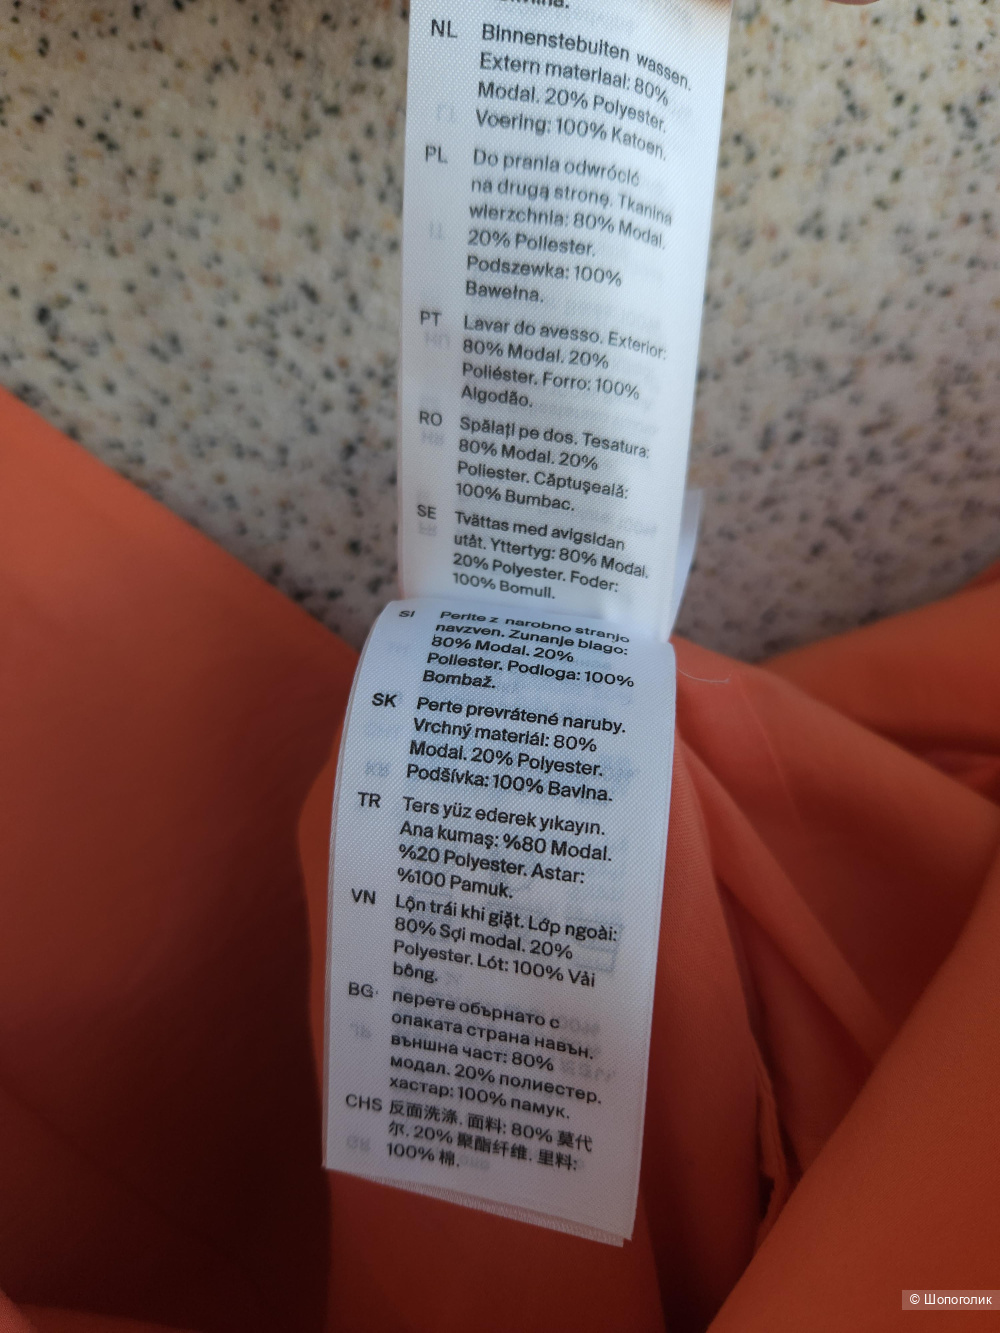 NL Binnenstebuiten wassen.
Extern materiaal: 80%
Modal. 20% Polyester.
Voering: 100% Katoen.
PL Do prania odwrócić
na drugą stronę. Tkanina
wierzchnia: 80% Modal.
20% Poliester.
Podszewka: 100%
Bawełna.
PT Lavar do avesso. Exterior:
80% Modal. 20%
Poliéster. Forro: 100%
Algodão.
RO Spălați pe dos. Tesatura:
80% Modal. 20%
Poliester. Căptuşeală:
100% Bumbac.
SE Tvättas med avigsidan
utåt. Yttertyg: 80% Modal.
20% Polyester. Foder:
100% Bomull.
SI Perite z narobno stranjo
navzven. Zunanje blago:
80% Modal. 20%
Poliester. Podloga: 100%
Bombaž.
SK Perte prevrátené naruby.
Vrchný materiál: 80%
Modal. 20% Polyester.
Podšívka: 100% Bavlna.
TR Ters yüz ederek yıkayın.
Ana kumaş: %80 Modal.
%20 Polyester. Astar:
%100 Pamuk.
VN Lộn trái khi giặt. Lớp ngoài:
80% Sợi modal. 20%
Polyester. Lót: 100% Vải
bông.
BG перете обърнато с
опаката страна навън.
външна част: 80%
модал. 20% полиестер.
хастар: 100% памук.
CHS 反面洗涤. 面料: 80% 莫代
尔. 20% 聚酯纤维. 里料:
100% 棉.
© Шопоголик